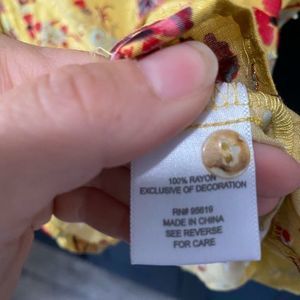 100% RAYON
EXCLUSIVE OF DECORATION
RN# 95619
MADE IN CHINA
SEE REVERSE
FOR CARE